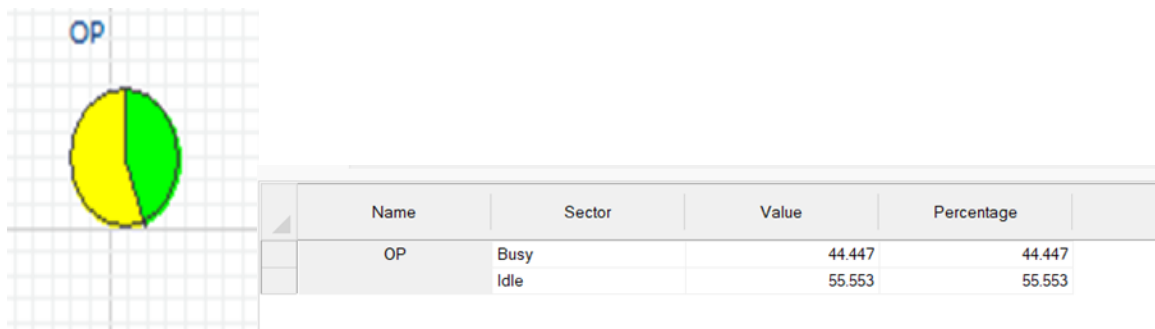 OP
Name Sector Value Percentage
OP Busy 44.447 44.447
Idle 55.553 55.553